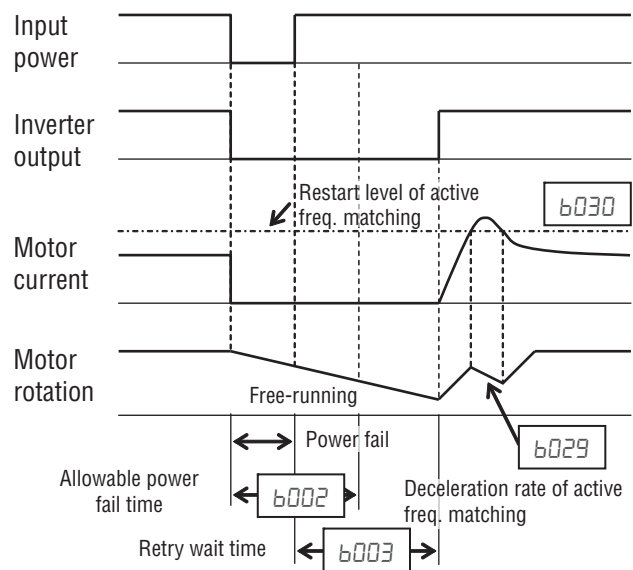 Input
power
Inverter
output
Restart level of active
freq. matching
b030
Motor
current
Motor
rotation
Free-running
Power fail
b029
Allowable power
fail time
b002
Deceleration rate of active
freq. matching
Retry wait time
b003